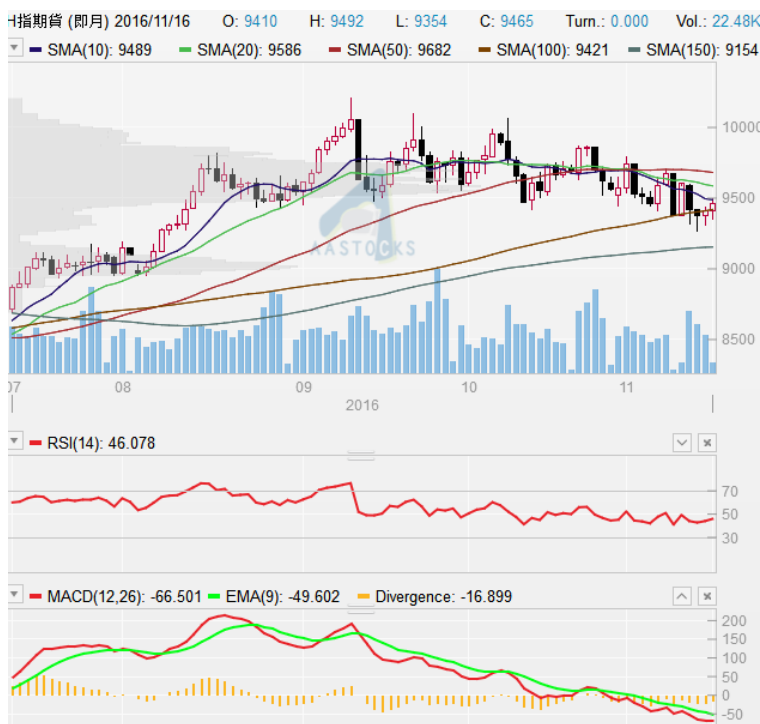 H指期貨 (即月) 2016/11/16 O: 9410 H: 9492 L: 9354 C: 9465 Turn.: 0.000 Vol.: 22.48K
SMA(10): 9489 SMA(20): 9586 SMA(50): 9682 SMA(100): 9421 SMA(150): 9154
10000
9500
AASTOCKS
9000
8500
07 08 09 10 11
2016
RSI(14): 46.078
70
50
30
MACD(12,26): -66.501 EMA(9): -49.602 Divergence: -16.899
200
150
100
50
0
-50